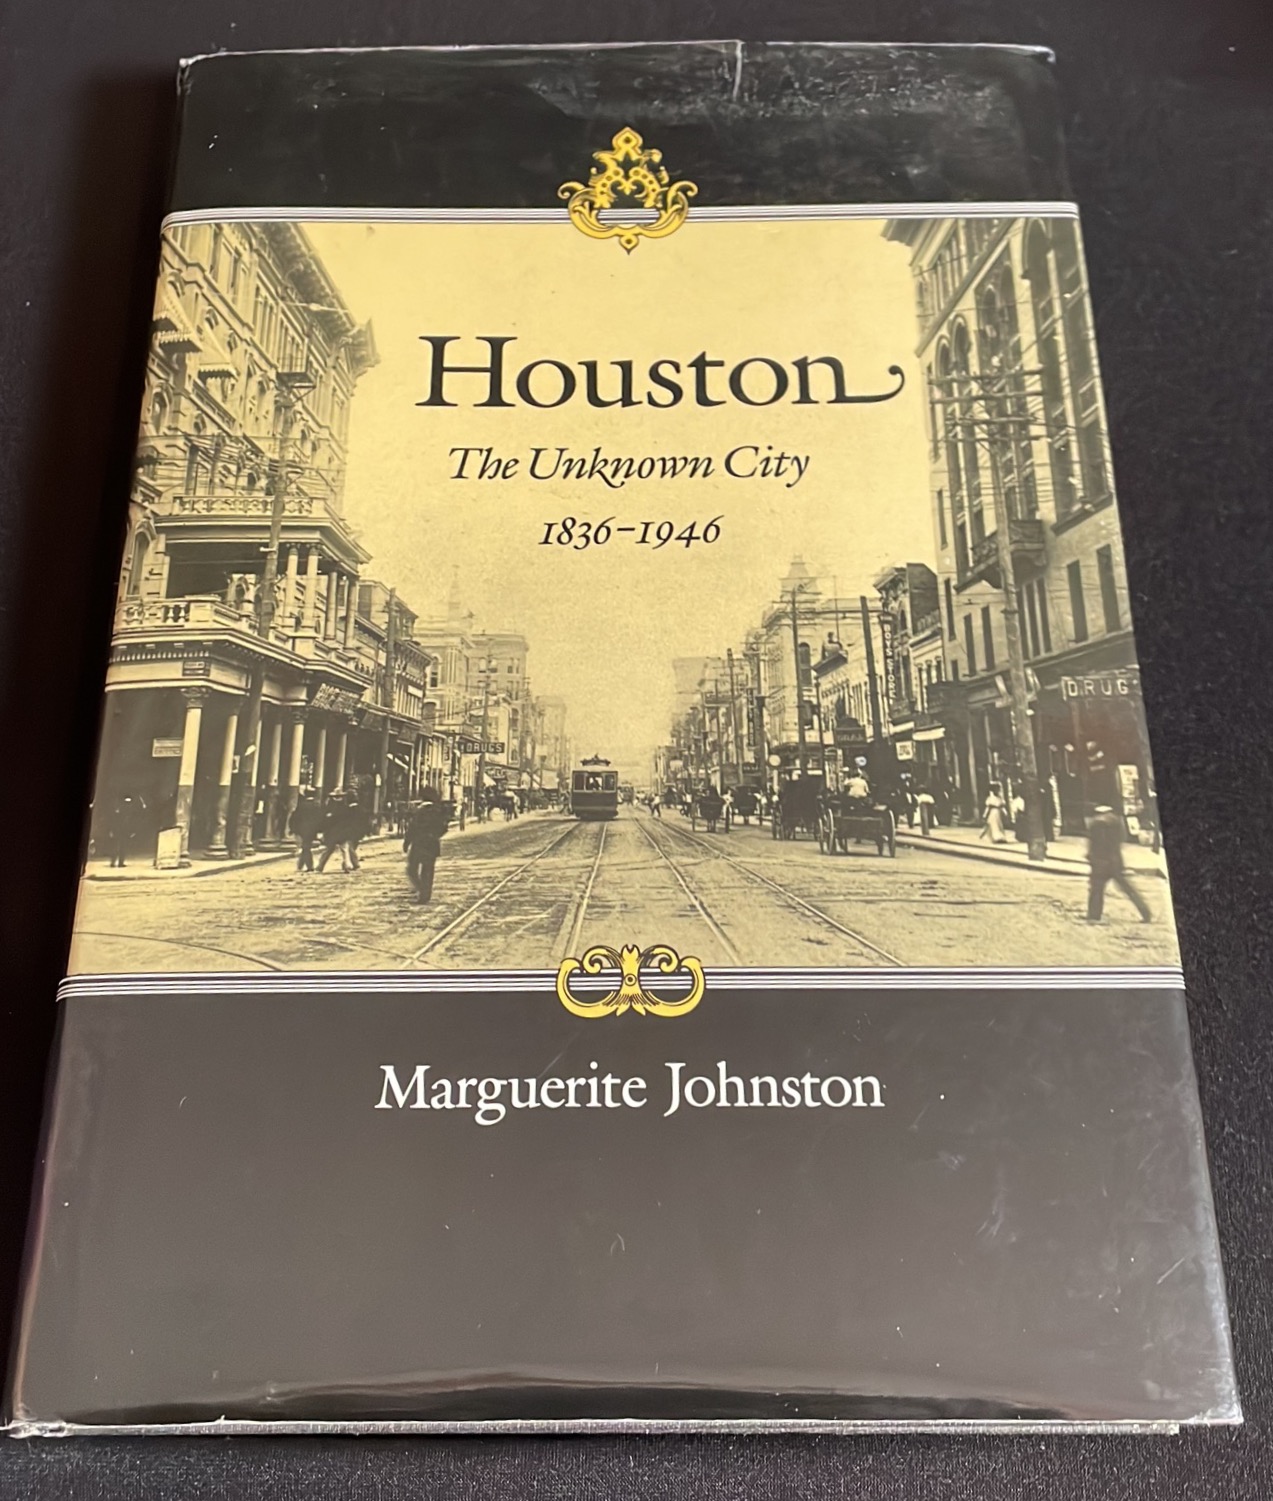 Houston
The Unknown City
1836–1946
DRUGS
DRUG
Marguerite Johnston